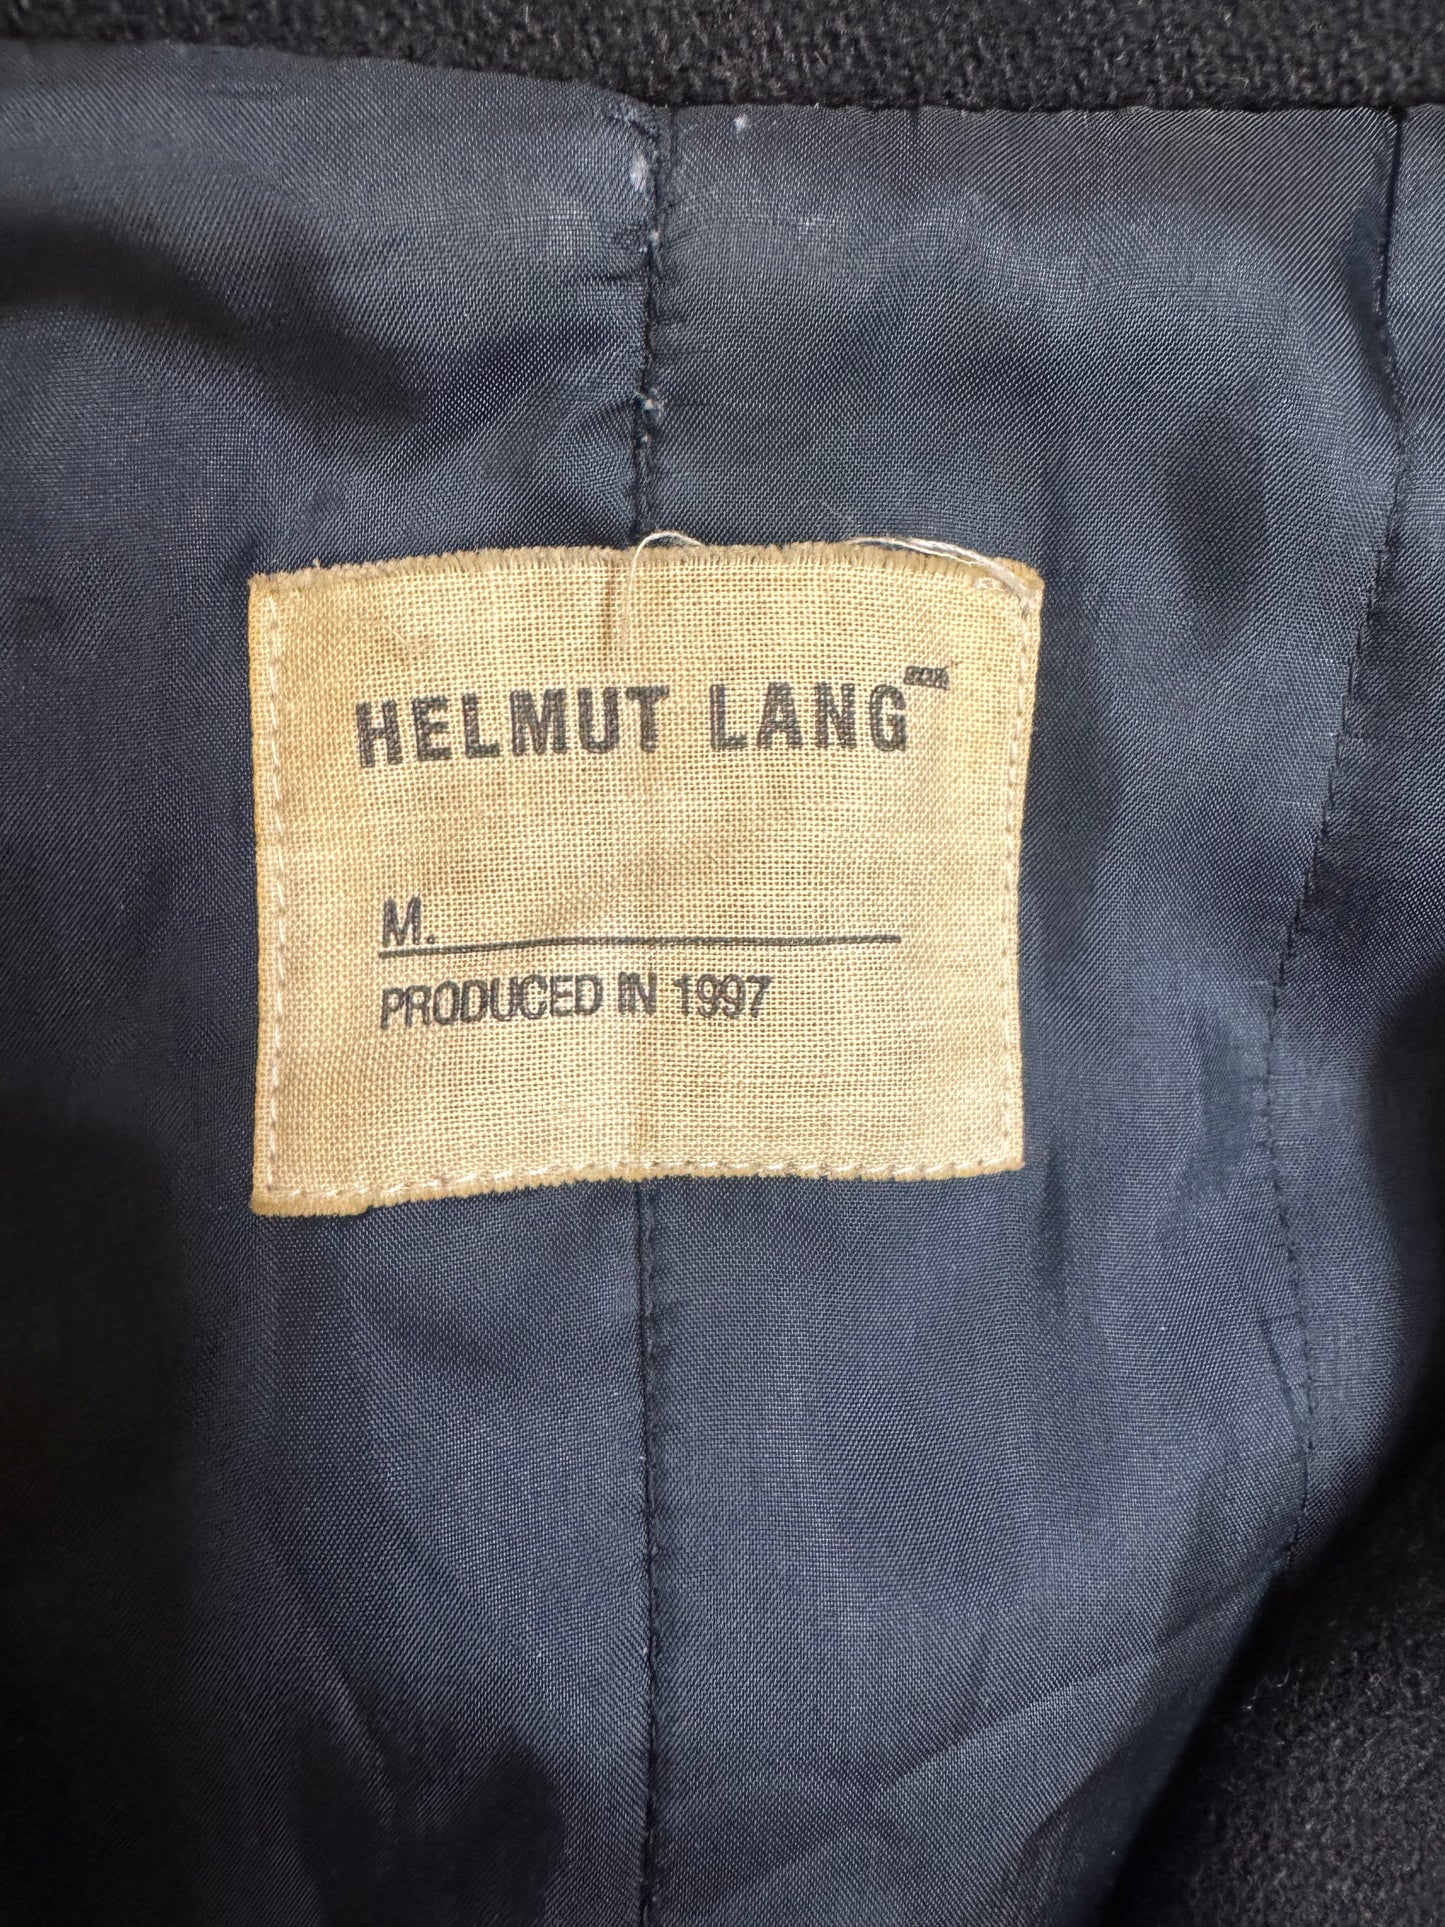 HELMUT LANG
M.
PRODUCED IN 1997